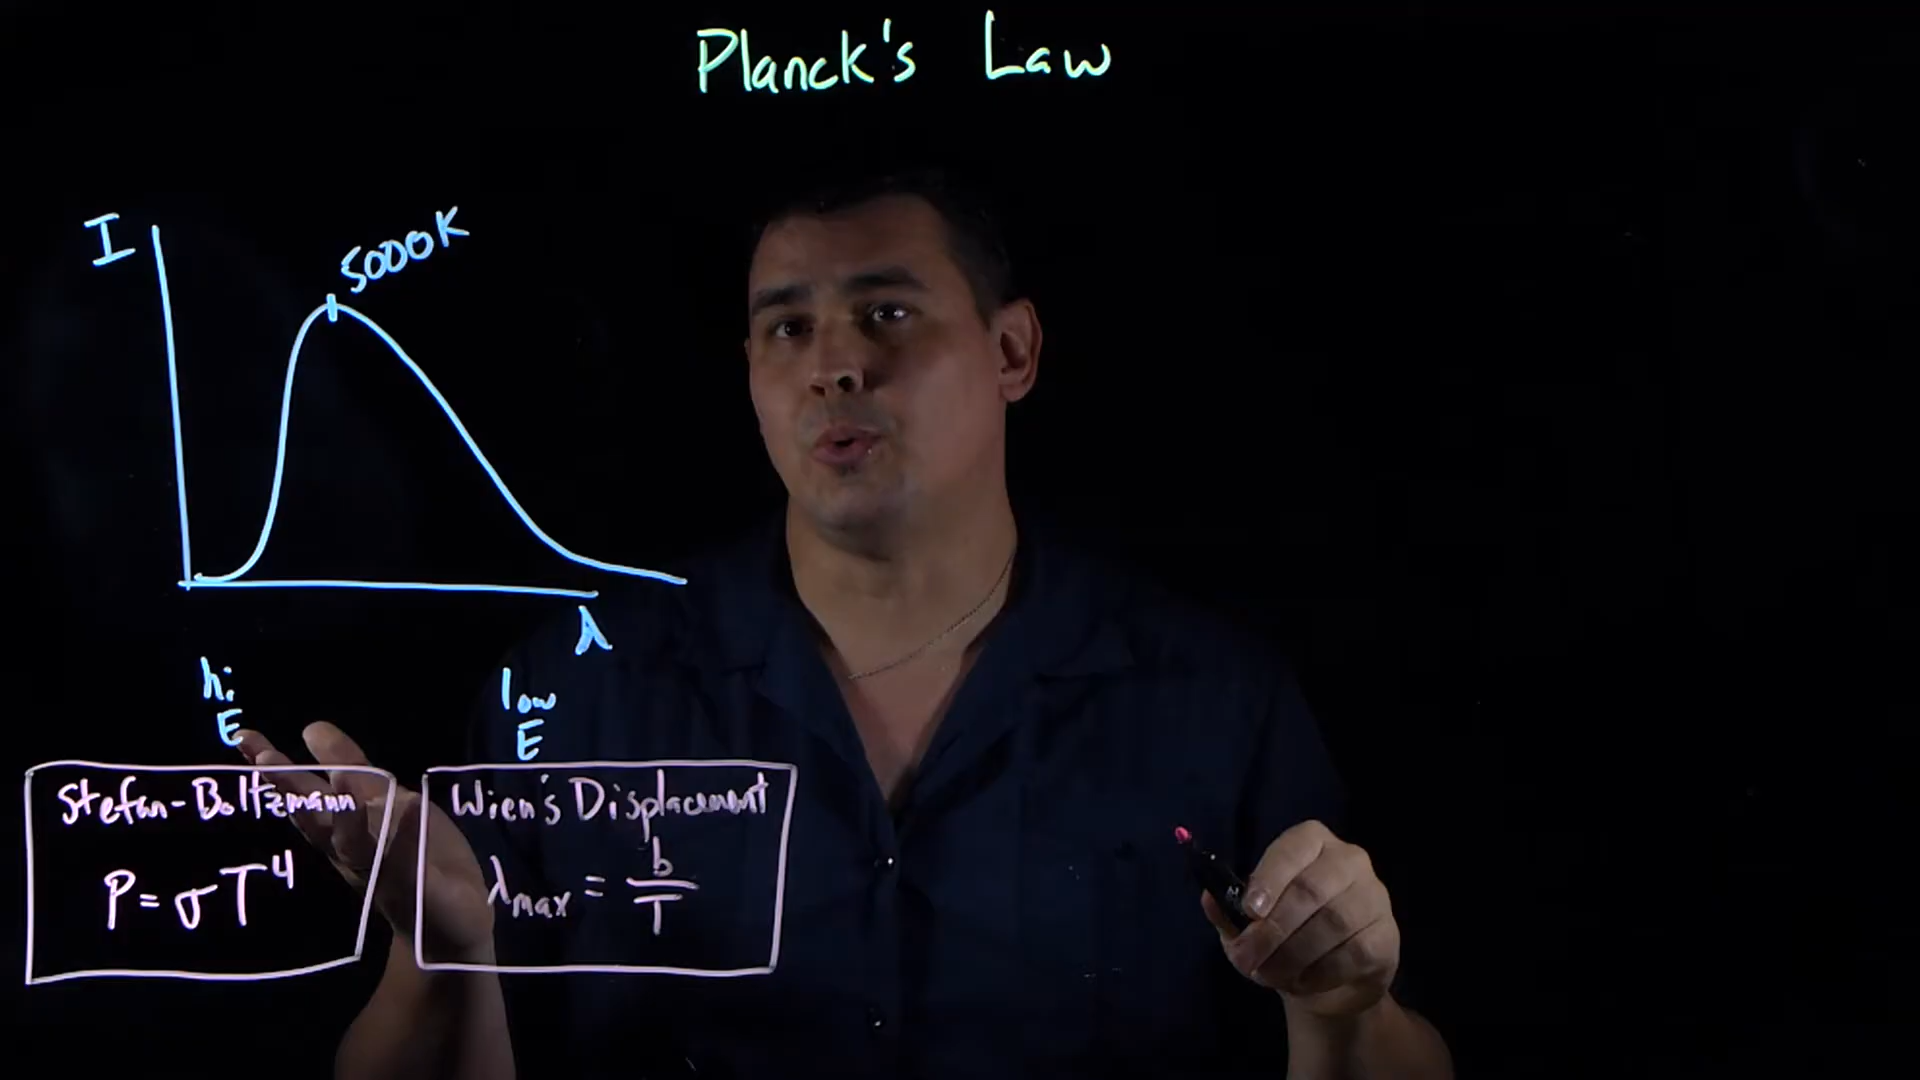 Planck's Law
I
5000K
λ
hi
E
low
E
Stefan-Boltzmann
P = σT⁴
Wien's Displacement
λmax = b/T